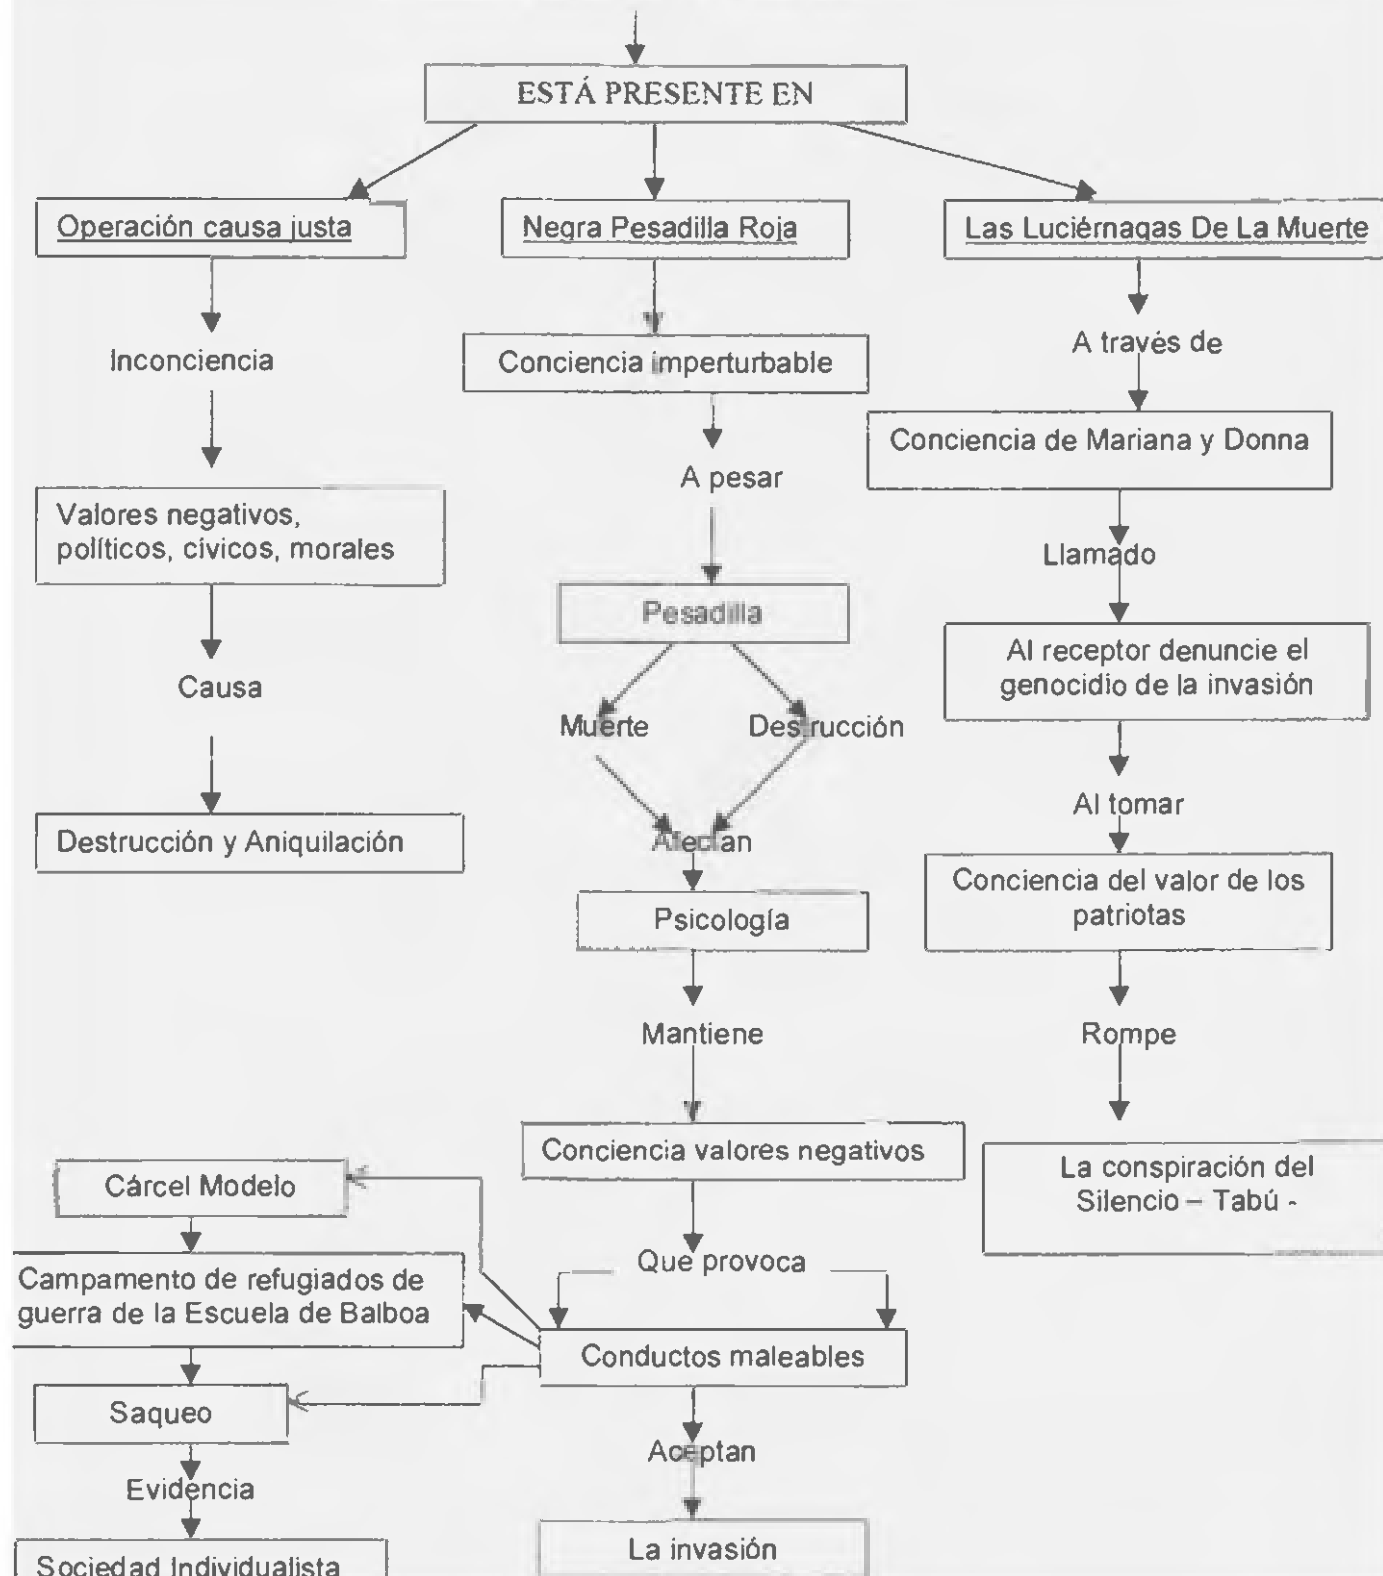 ESTÁ PRESENTE EN
Operación causa justa
Negra Pesadilla Roja
Las Luciérnagas De La Muerte
Inconciencia
Conciencia imperturbable
A través de
Conciencia de Mariana y Donna
A pesar
Valores negativos,
políticos, cívicos, morales
Llamado
Pesadilla
Al receptor denuncie el
genocidio de la invasión
Causa
Muerte
Destrucción
Al tomar
Destrucción y Aniquilación
Afectan
Conciencia del valor de los
patriotas
Psicología
Mantiene
Rompe
Conciencia valores negativos
La conspiración del
Silencio – Tabú -
Cárcel Modelo
Que provoca
Campamento de refugiados de
guerra de la Escuela de Balboa
Conductos maleables
Saqueo
Aceptan
Evidencia
La invasión
Sociedad Individualista